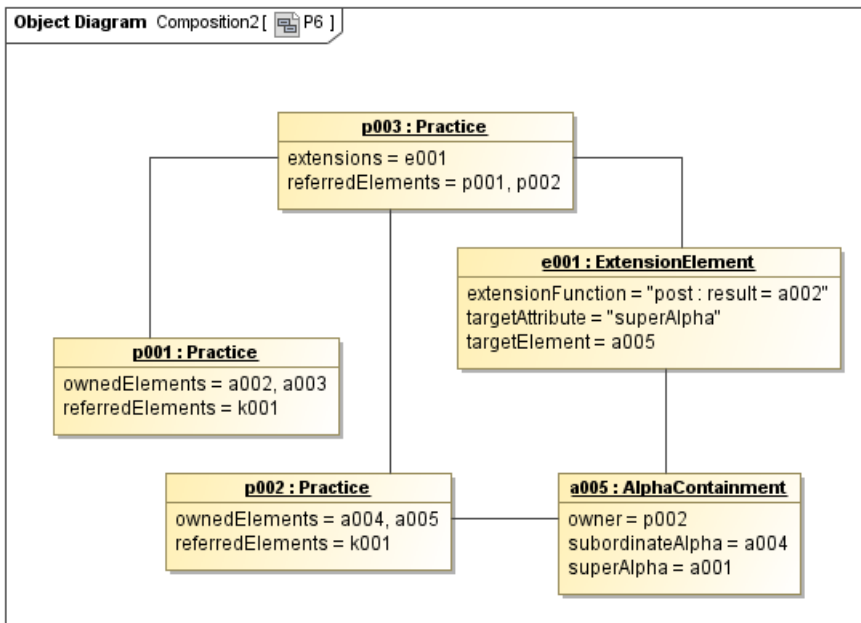 Object Diagram Composition2 [ P6 ]
p003 : Practice
extensions = e001
referredElements = p001, p002
e001 : ExtensionElement
extensionFunction = "post : result = a002"
targetAttribute = "superAlpha"
targetElement = a005
p001 : Practice
ownedElements = a002, a003
referredElements = k001
p002 : Practice
ownedElements = a004, a005
referredElements = k001
a005 : AlphaContainment
owner = p002
subordinateAlpha = a004
superAlpha = a001